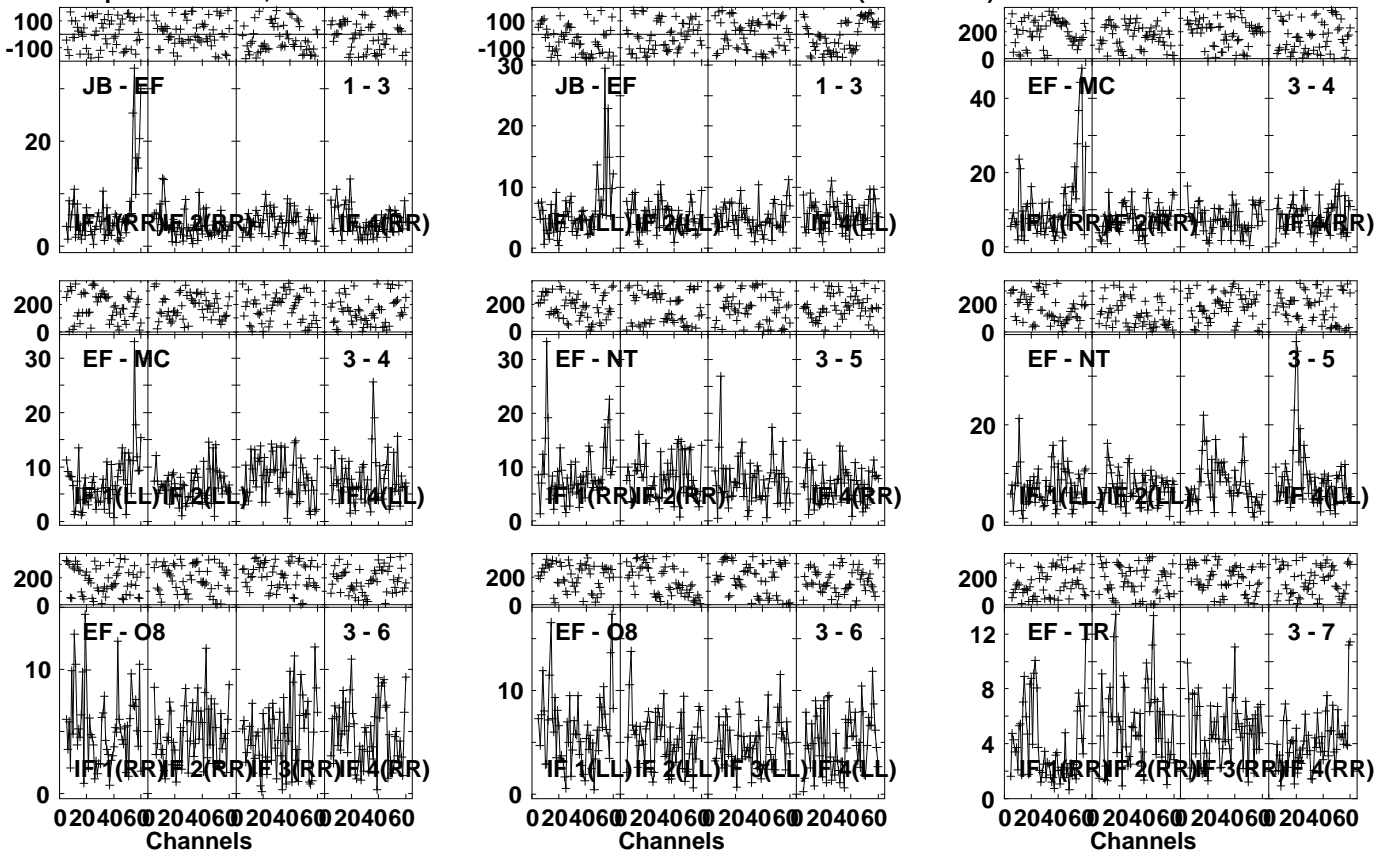 100 100 200
-100 -100 0
JB - EF 1 - 3 30 JB - EF 1 - 3 EF - MC 3 - 4
20 20 40
10 20
IF 1(RR) IF 2(RR) IF 4(RR) IF 1(LL) IF 2(LL) IF 4(LL) IF 1(RR) IF 2(RR) IF 4(RR)
0 0 0
200 200 200
0 0 0
30 EF - MC 3 - 4 30 EF - NT 3 - 5 EF - NT 3 - 5
20 20 20
10 10
IF 1(LL) IF 2(LL) IF 4(LL) IF 1(RR) IF 2(RR) IF 4(RR) IF 1(LL) IF 2(LL) IF 4(LL)
0 0 0
200 200 200
0 0 0
EF - O8 3 - 6 EF - O8 3 - 6 12 EF - TR 3 - 7
10 10 8
4
IF 1(RR) IF 2(RR) IF 3(RR) IF 4(RR) IF 1(LL) IF 2(LL) IF 3(LL) IF 4(LL) IF 1(RR) IF 2(RR) IF 3(RR) IF 4(RR)
0 0 0
0 20 40 60 0 20 40 60 0 20 40 60 0 20 40 60 0 20 40 60 0 20 40 60 0 20 40 60 0 20 40 60 0 20 40 60 0 20 40 60 0 20 40 60 0 20 40 60
Channels Channels Channels